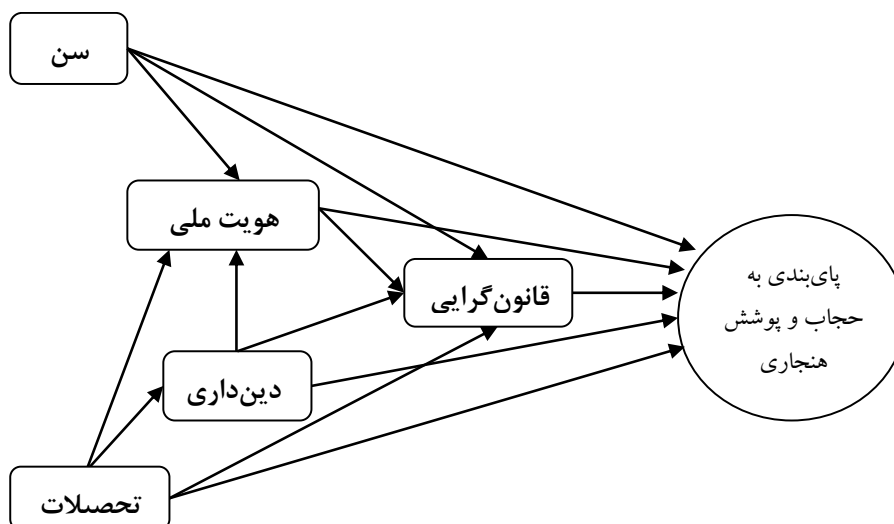 سن
هویت ملی
قانون‌گرایی
پای‌بندی به
حجاب و پوشش
هنجاری
دین‌داری
تحصیلات